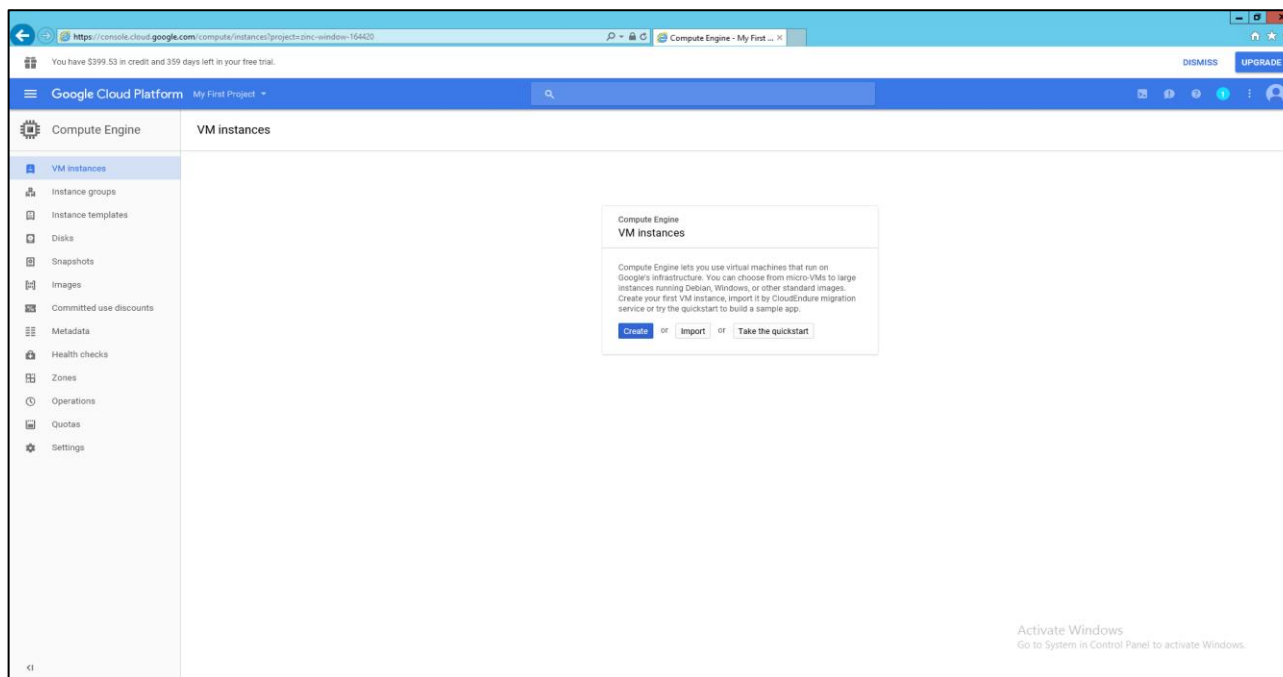 https://console.cloud.google.com/compute/instances?project=zinc-window-164420
Compute Engine - My First ...
You have $399.53 in credit and 359 days left in your free trial.
DISMISS
UPGRADE
Google Cloud Platform
My First Project
1
Compute Engine
VM instances
VM instances
Instance groups
Instance templates
Disks
Snapshots
Images
Committed use discounts
Metadata
Health checks
Zones
Operations
Quotas
Settings
Compute Engine
VM instances
Compute Engine lets you use virtual machines that run on
Google's infrastructure. You can choose from micro-VMs to large
instances running Debian, Windows, or other standard images.
Create your first VM instance, import it by CloudEndure migration
service or try the quickstart to build a sample app.
Create or Import or Take the quickstart
Activate Windows
Go to System in Control Panel to activate Windows.